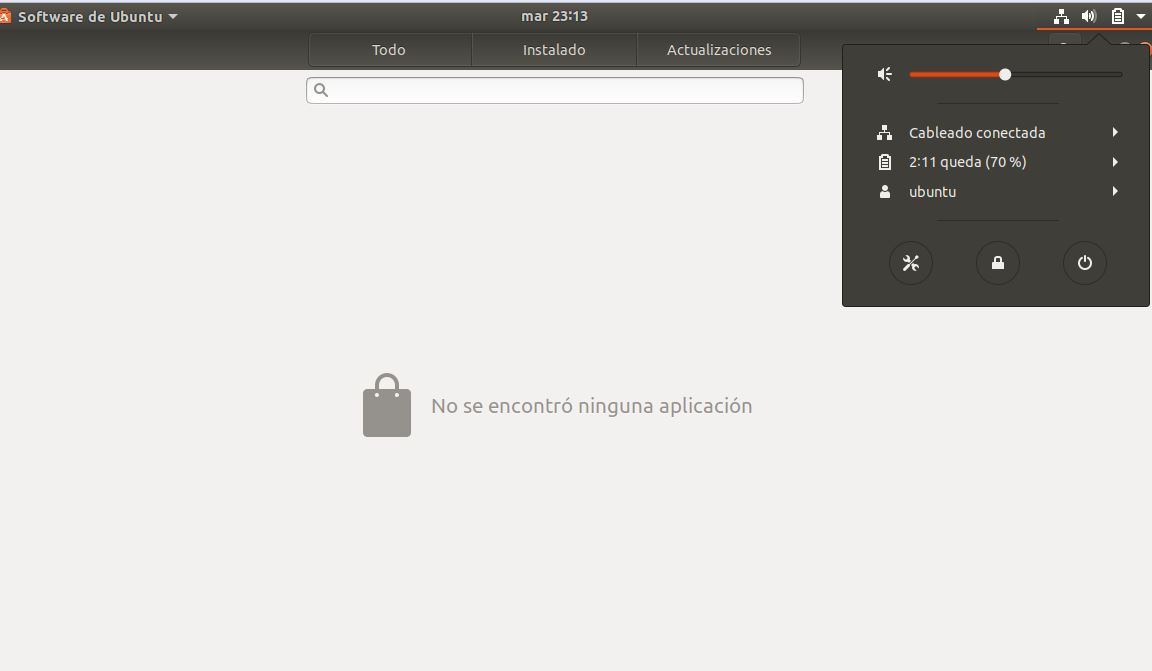 Software de Ubuntu
mar 23:13
Todo
Instalado
Actualizaciones
Cableado conectada
2:11 queda (70 %)
ubuntu
No se encontró ninguna aplicación